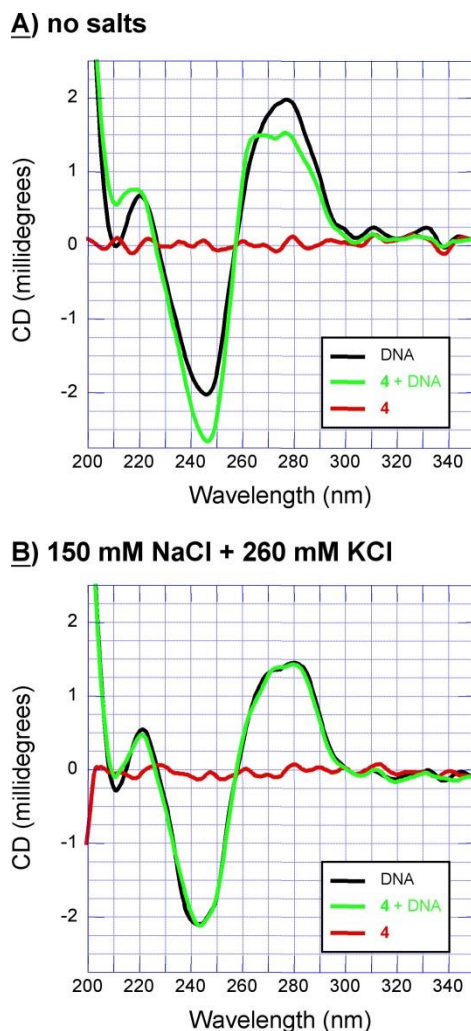 A) no salts
CD (millidegrees)
2
1
0
-1
-2
DNA
4 + DNA
4
200 220 240 260 280 300 320 340
Wavelength (nm)
B) 150 mM NaCl + 260 mM KCl
CD (millidegrees)
2
1
0
-1
-2
DNA
4 + DNA
4
200 220 240 260 280 300 320 340
Wavelength (nm)